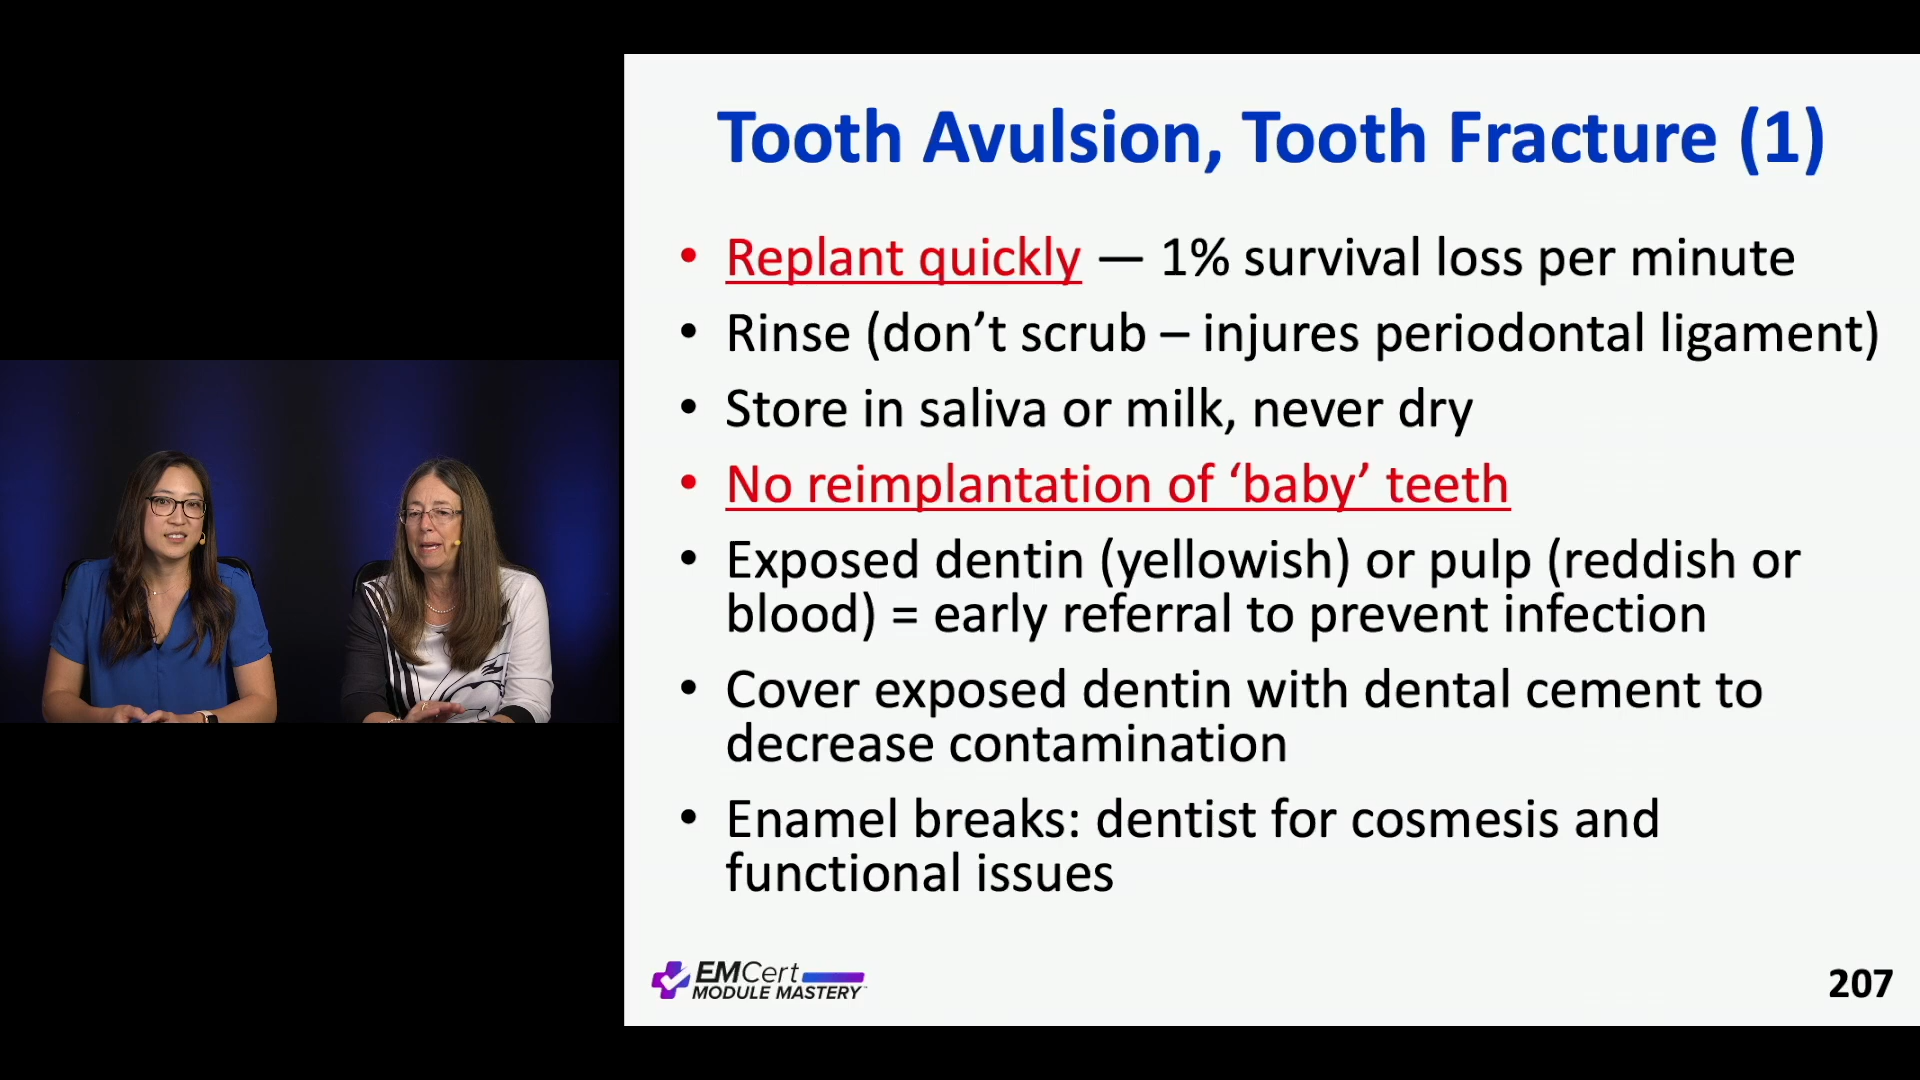 Tooth Avulsion, Tooth Fracture (1)
• Replant quickly — 1% survival loss per minute
• Rinse (don’t scrub – injures periodontal ligament)
• Store in saliva or milk, never dry
• No reimplantation of ‘baby’ teeth
• Exposed dentin (yellowish) or pulp (reddish or
blood) = early referral to prevent infection
• Cover exposed dentin with dental cement to
decrease contamination
• Enamel breaks: dentist for cosmesis and
functional issues
EMCert
MODULE MASTERY
207